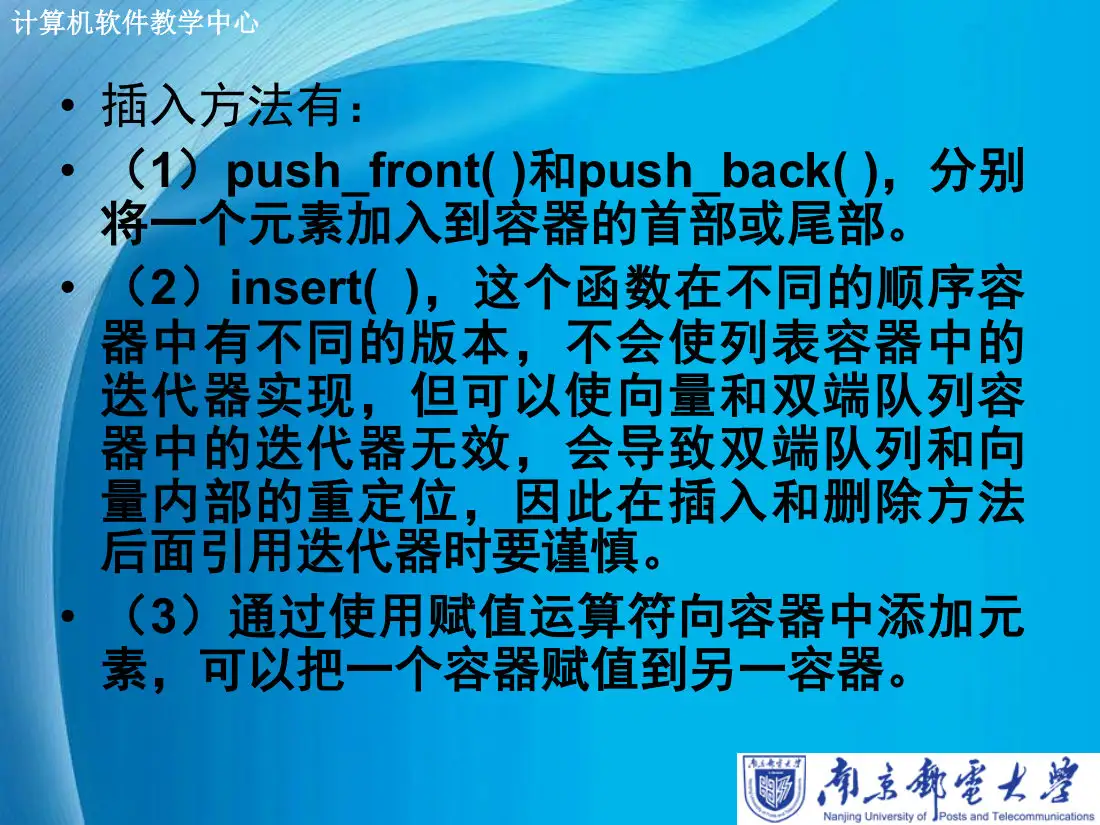 计算机软件教学中心
• 插入方法有：
• （1）push_front( )和push_back( )，分别
将一个元素加入到容器的首部或尾部。
• （2）insert(  )，这个函数在不同的顺序容
器中有不同的版本，不会使列表容器中的
迭代器实现，但可以使向量和双端队列容
器中的迭代器无效，会导致双端队列和向
量内部的重定位，因此在插入和删除方法
后面引用迭代器时要谨慎。
• （3）通过使用赋值运算符向容器中添加元
素，可以把一个容器赋值到另一容器。
南京邮电大学
Nanjing University of Posts and Telecommunications